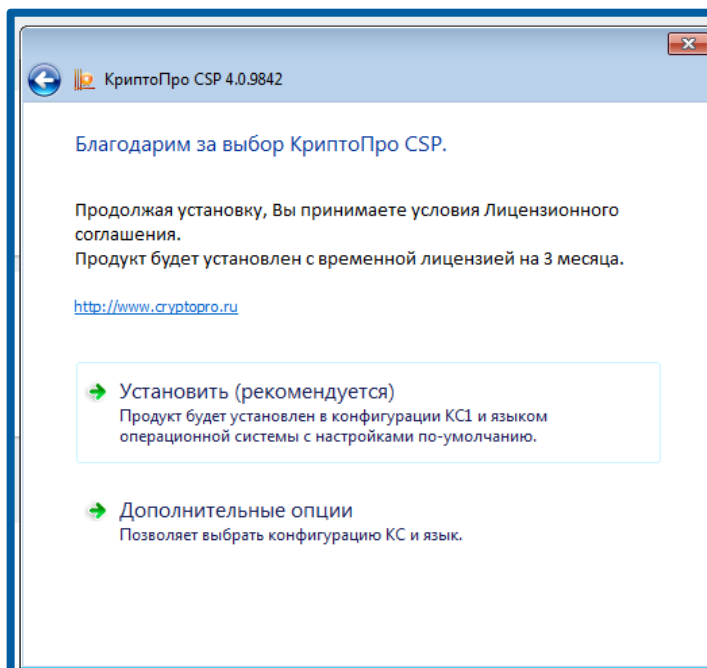 КриптоПро CSP 4.0.9842
Благодарим за выбор КриптоПро CSP.
Продолжая установку, Вы принимаете условия Лицензионного
соглашения.
Продукт будет установлен с временной лицензией на 3 месяца.
http://www.cryptopro.ru
Установить (рекомендуется)
Продукт будет установлен в конфигурации КС1 и языком
операционной системы с настройками по-умолчанию.
Дополнительные опции
Позволяет выбрать конфигурацию КС и язык.